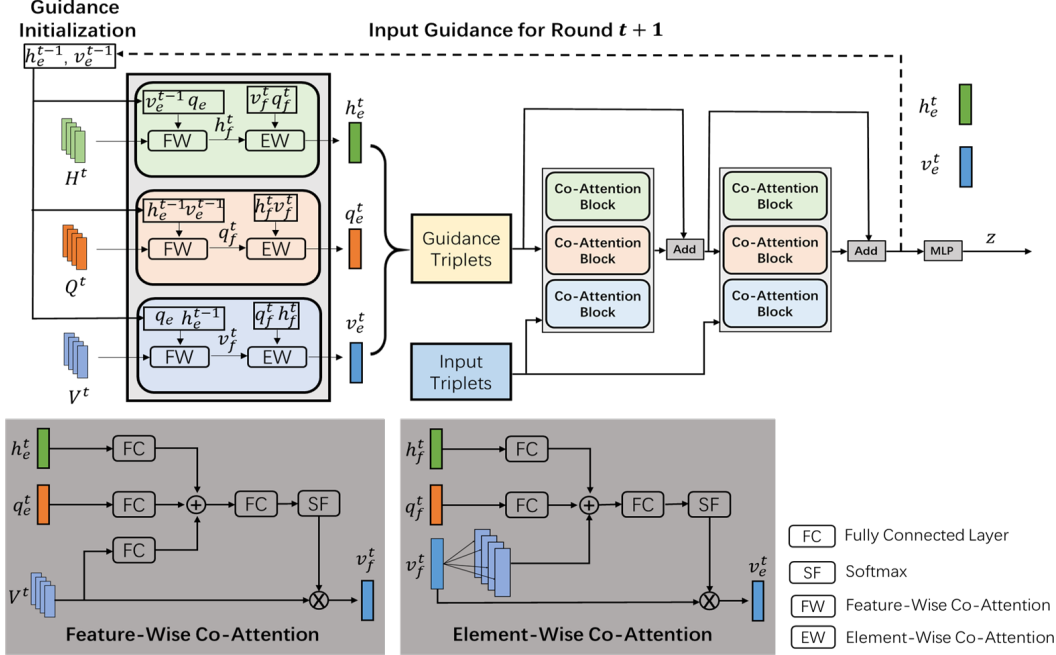 Guidance
Initialization
h_e^{t-1}, v_e^{t-1}
Input Guidance for Round t + 1
h_e^t
v_e^t
v_e^{t-1} q_e
v_f^t q_f^t
FW
h_f^t
EW
h_e^t
H^t
h_e^{t-1} v_e^{t-1}
h_f^t v_f^t
FW
q_f^t
EW
q_e^t
Q^t
q_e h_e^{t-1}
q_f^t h_f^t
FW
v_f^t
EW
v_e^t
V^t
Guidance
Triplets
Input
Triplets
Co-Attention
Block
Co-Attention
Block
Co-Attention
Block
Add
Co-Attention
Block
Co-Attention
Block
Co-Attention
Block
Add
MLP
z
h_e^t
FC
q_e^t
FC
+
FC
SF
FC
V^t
v_f^t
Feature-Wise Co-Attention
h_f^t
FC
q_f^t
FC
+
FC
SF
v_f^t
v_e^t
Element-Wise Co-Attention
FC Fully Connected Layer
SF Softmax
FW Feature-Wise Co-Attention
EW Element-Wise Co-Attention